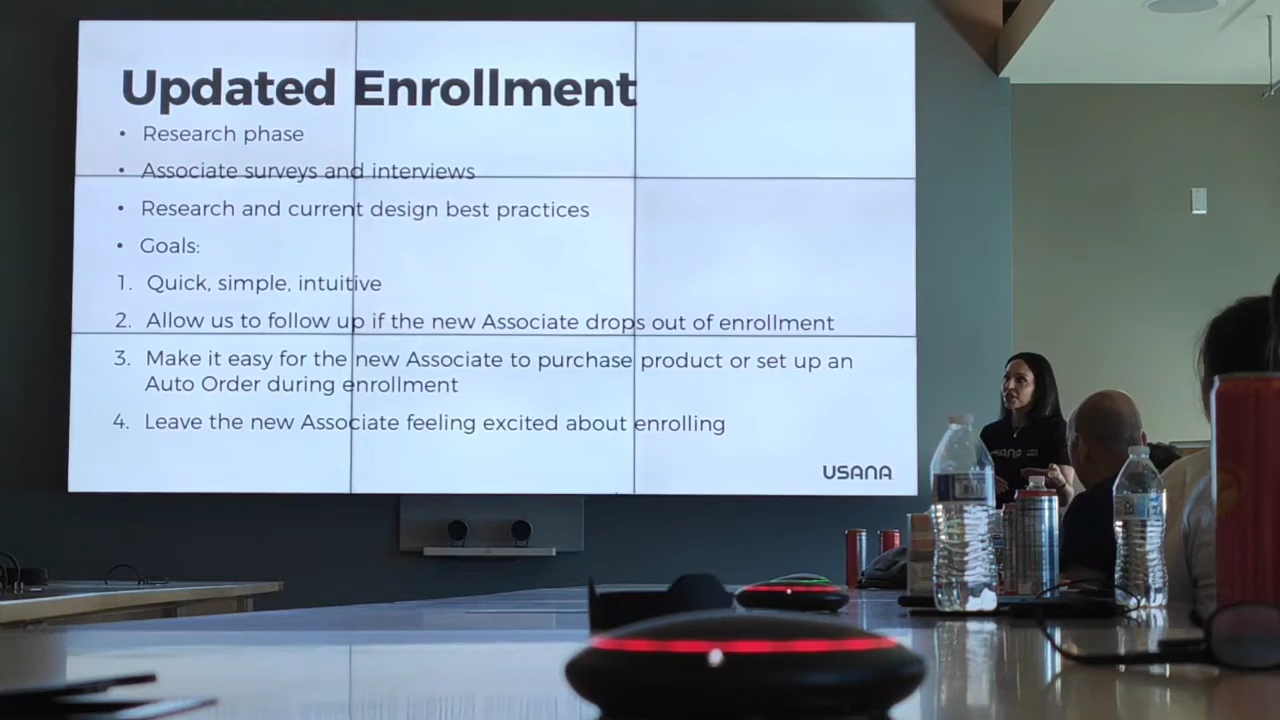 Updated Enrollment
• Research phase
• Associate surveys and interviews
• Research and current design best practices
• Goals:
1. Quick, simple, intuitive
2. Allow us to follow up if the new Associate drops out of enrollment
3. Make it easy for the new Associate to purchase product or set up an
Auto Order during enrollment
4. Leave the new Associate feeling excited about enrolling
USANA